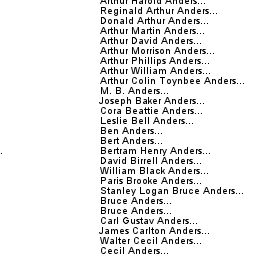 Arthur Harold Anders...
Reginald Arthur Anders...
Donald Arthur Anders...
Arthur Martin Anders...
Arthur David Anders...
Arthur Morrison Anders...
Arthur Phillips Anders...
Arthur William Anders...
Arthur Colin Toynbee Anders...
M. B. Anders...
Joseph Baker Anders...
Cora Beattie Anders...
Leslie Bell Anders...
Ben Anders...
Bert Anders...
. Bertram Henry Anders...
David Birrell Anders...
William Black Anders...
Paris Brooke Anders...
Stanley Logan Bruce Anders...
Bruce Anders...
Bruce Anders...
Carl Gustav Anders...
James Carlton Anders...
Walter Cecil Anders...
Cecil Anders...